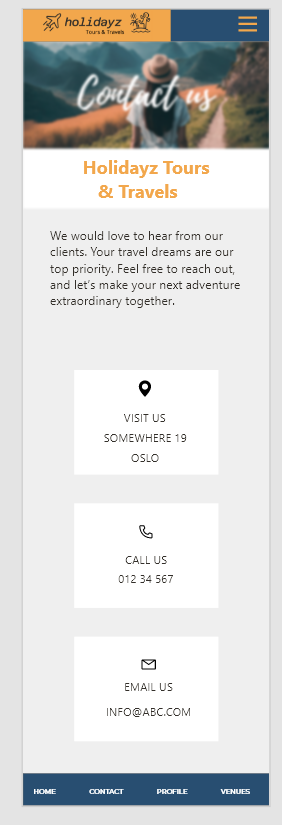 holidayz
Tours & Travels
Contact us
Holidayz Tours
& Travels
We would love to hear from our
clients. Your travel dreams are our
top priority. Feel free to reach out,
and let’s make your next adventure
extraordinary together.
VISIT US
SOMEWHERE 19
OSLO
CALL US
012 34 567
EMAIL US
INFO@ABC.COM
HOME CONTACT PROFILE VENUES